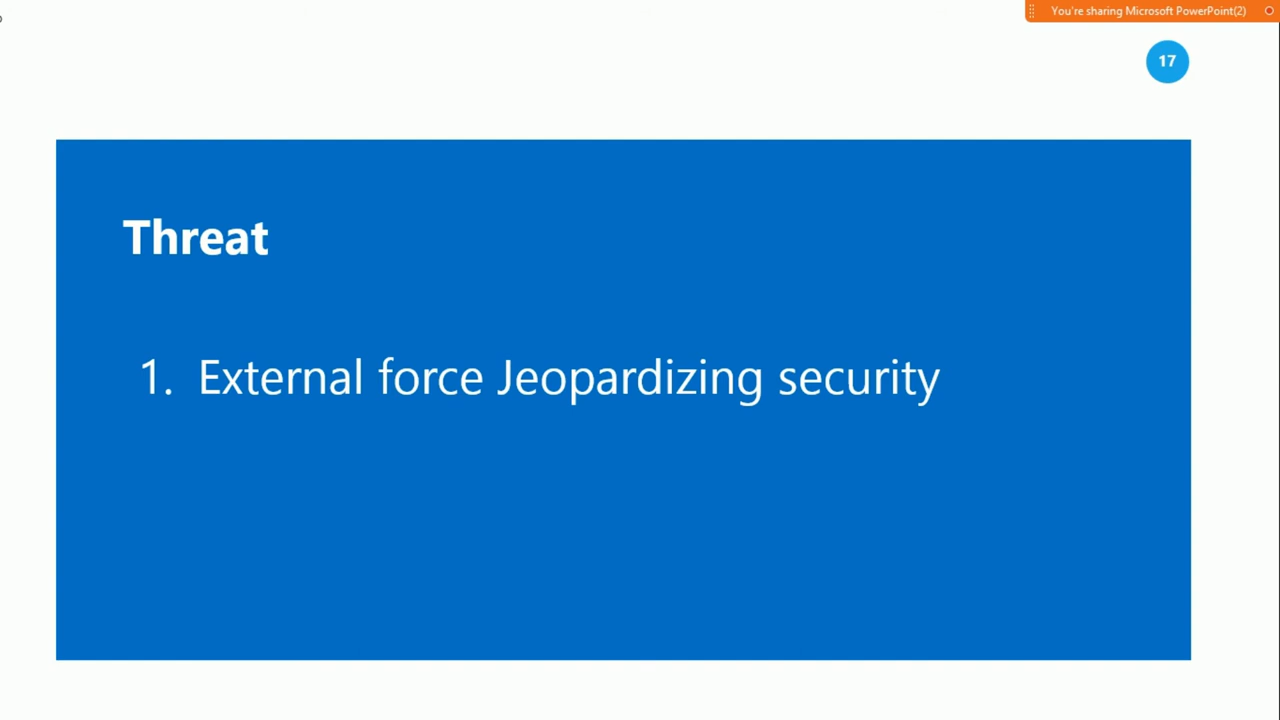 You're sharing Microsoft PowerPoint(2)
17
Threat
1. External force Jeopardizing security